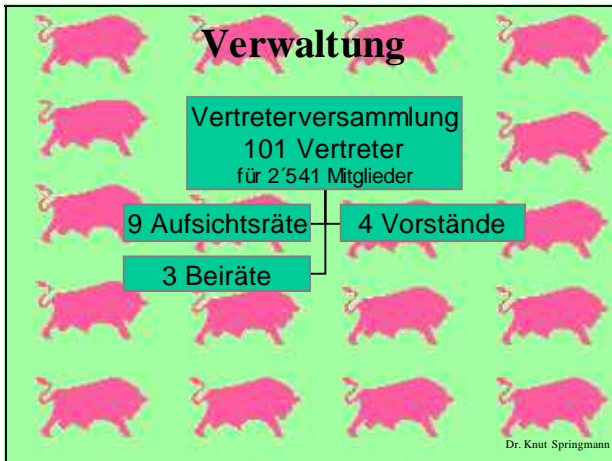 Verwaltung
Vertreterversammlung
101 Vertreter
für 2´541 Mitglieder
9 Aufsichtsräte
4 Vorstände
3 Beiräte
Dr. Knut Springmann